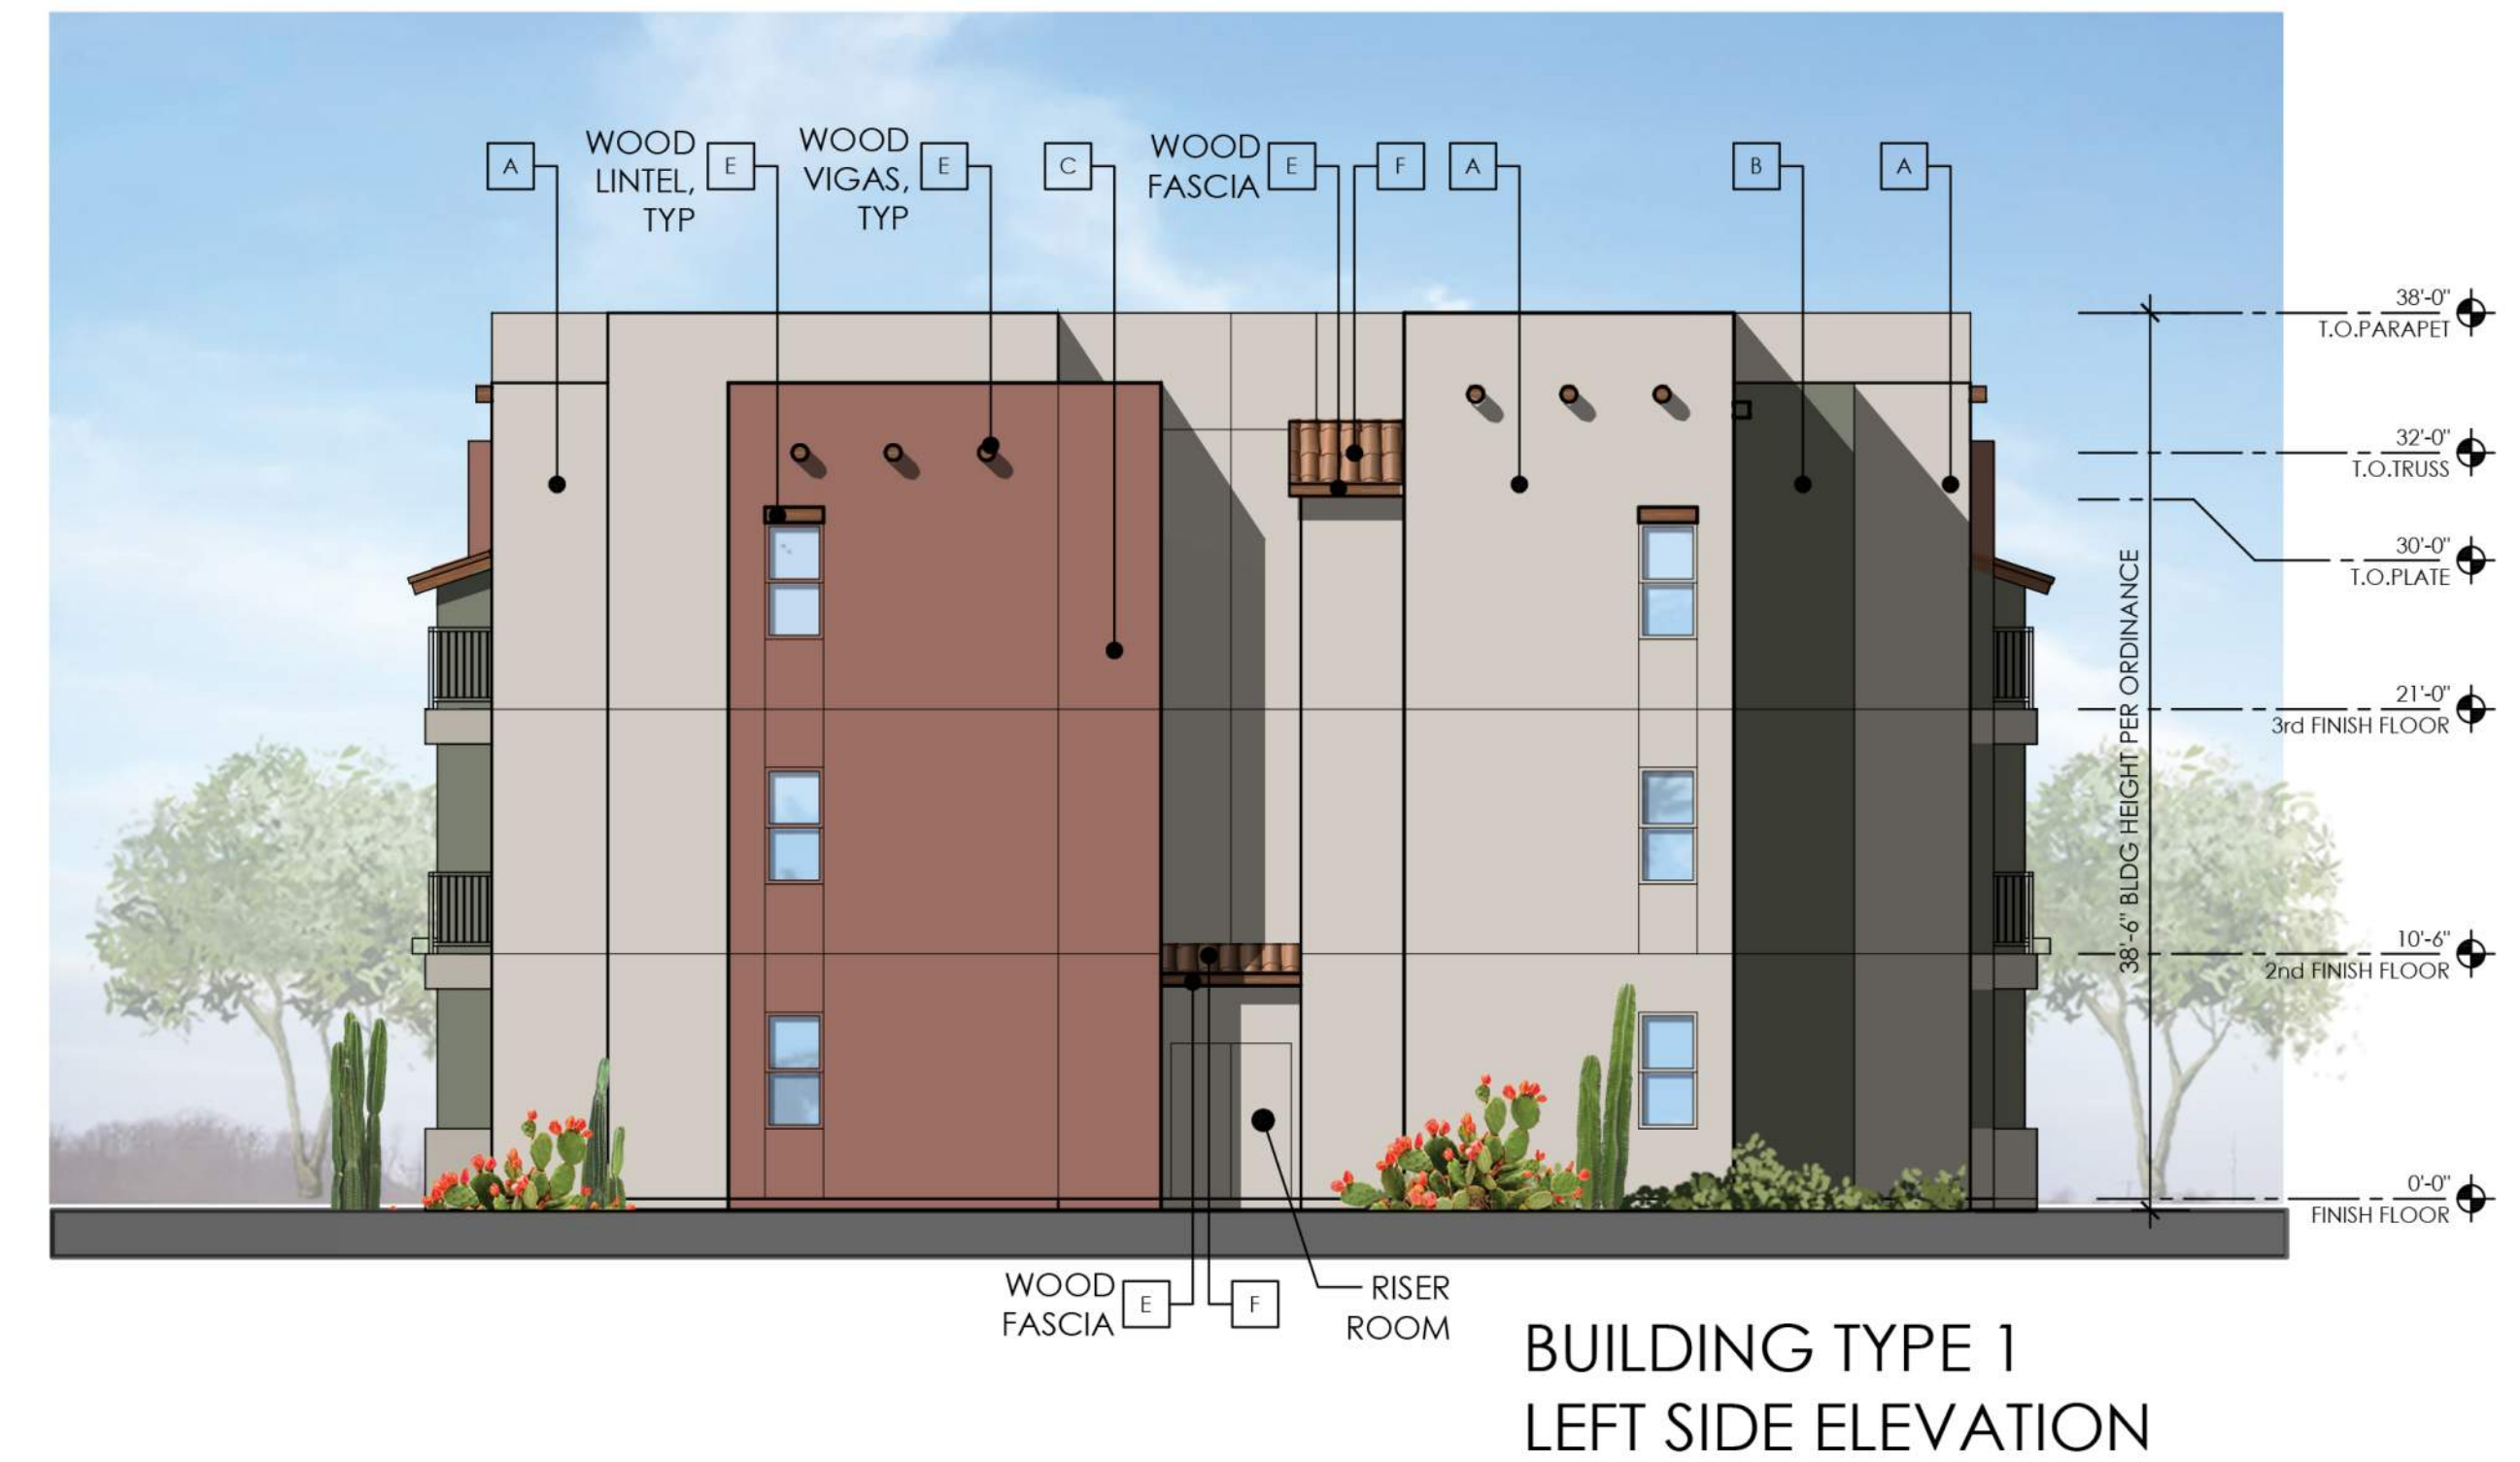 A
WOOD
LINTEL,
TYP
E
WOOD
VIGAS,
TYP
E
C
WOOD
FASCIA
E
F
A
B
A
38'-0"
T.O.PARAPET
32'-0"
T.O.TRUSS
30'-0"
T.O.PLATE
21'-0"
3rd FINISH FLOOR
10'-6"
2nd FINISH FLOOR
0'-0"
FINISH FLOOR
38'-6" BLDG HEIGHT PER ORDINANCE
WOOD
FASCIA
E
F
RISER
ROOM
BUILDING TYPE 1
LEFT SIDE ELEVATION